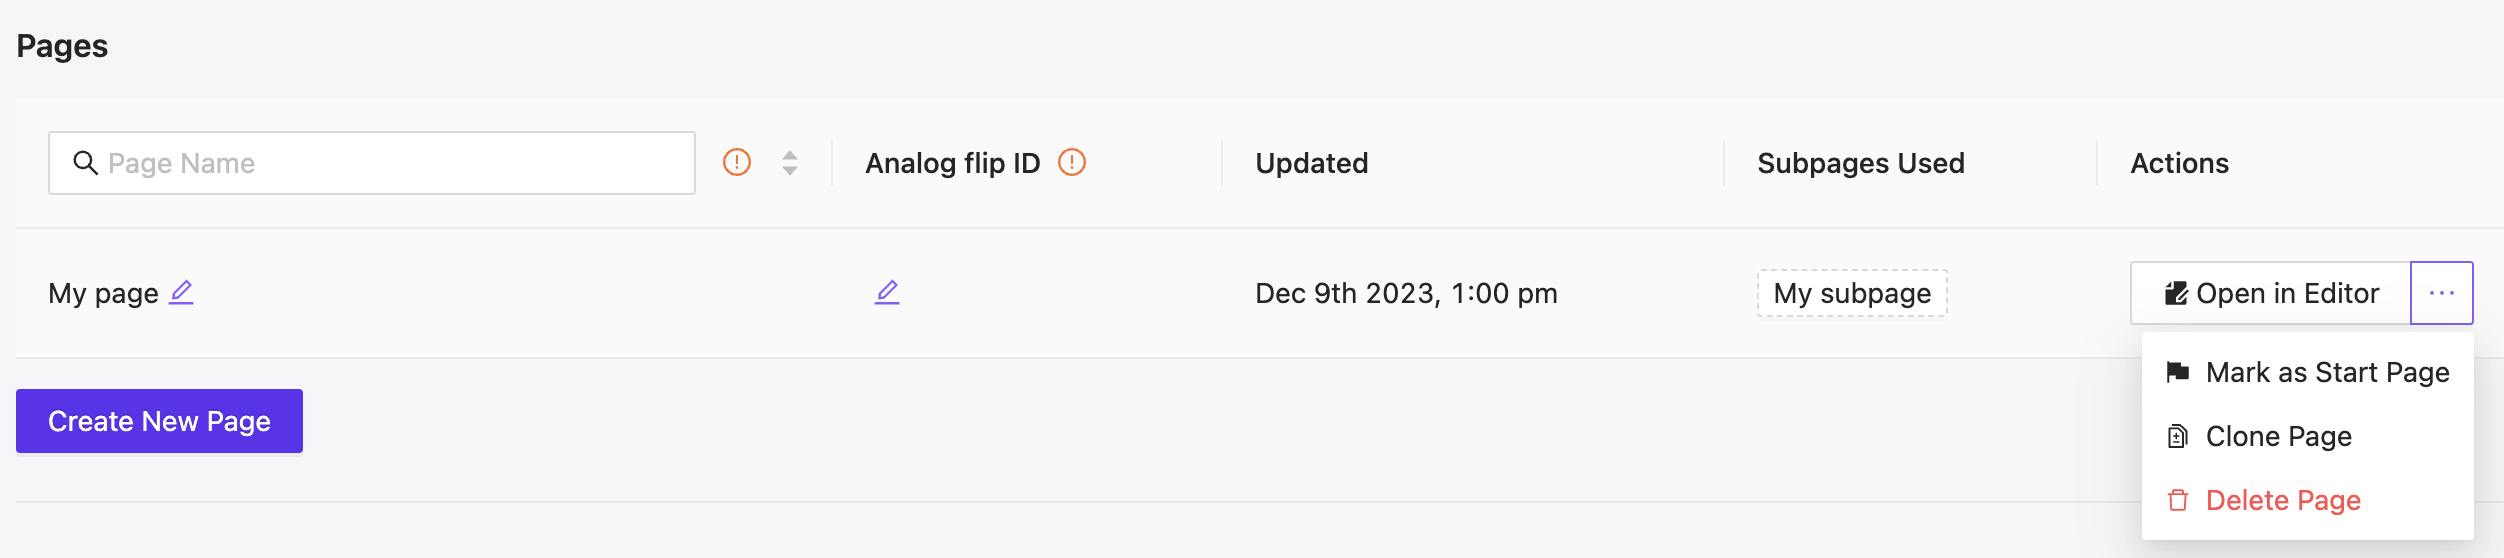 Pages
Page Name
Analog flip ID
Updated
Subpages Used
Actions
My page
Dec 9th 2023, 1:00 pm
My subpage
Open in Editor
Mark as Start Page
Create New Page
Clone Page
Delete Page